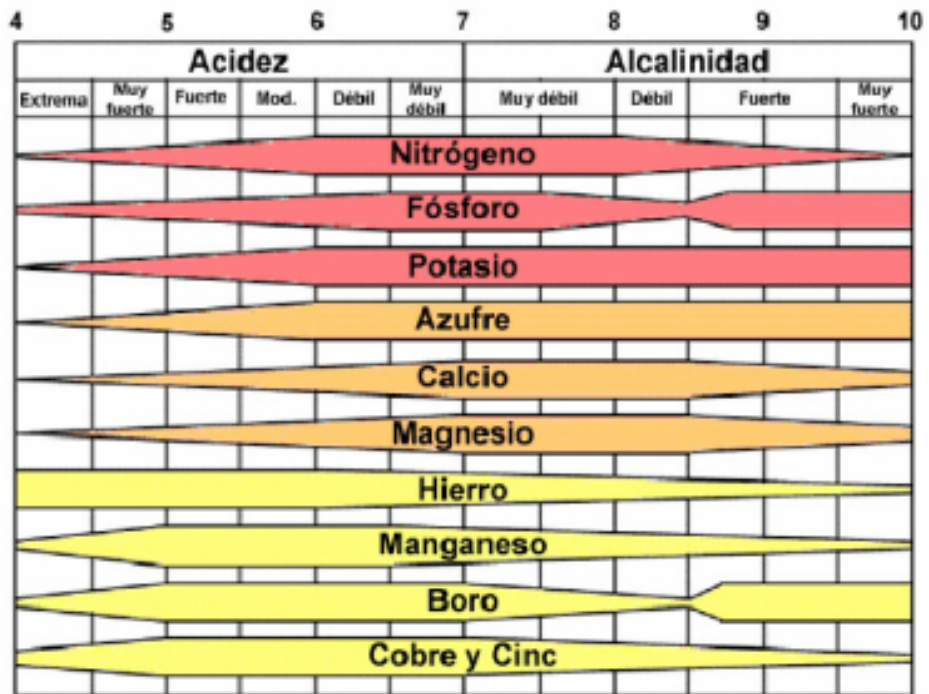 4 5 6 7 8 9 10
Acidez Alcalinidad
Extrema Muy fuerte Fuerte Mod. Débil Muy débil Muy débil Débil Fuerte Muy fuerte
Nitrógeno
Fósforo
Potasio
Azufre
Calcio
Magnesio
Hierro
Manganeso
Boro
Cobre y Cinc